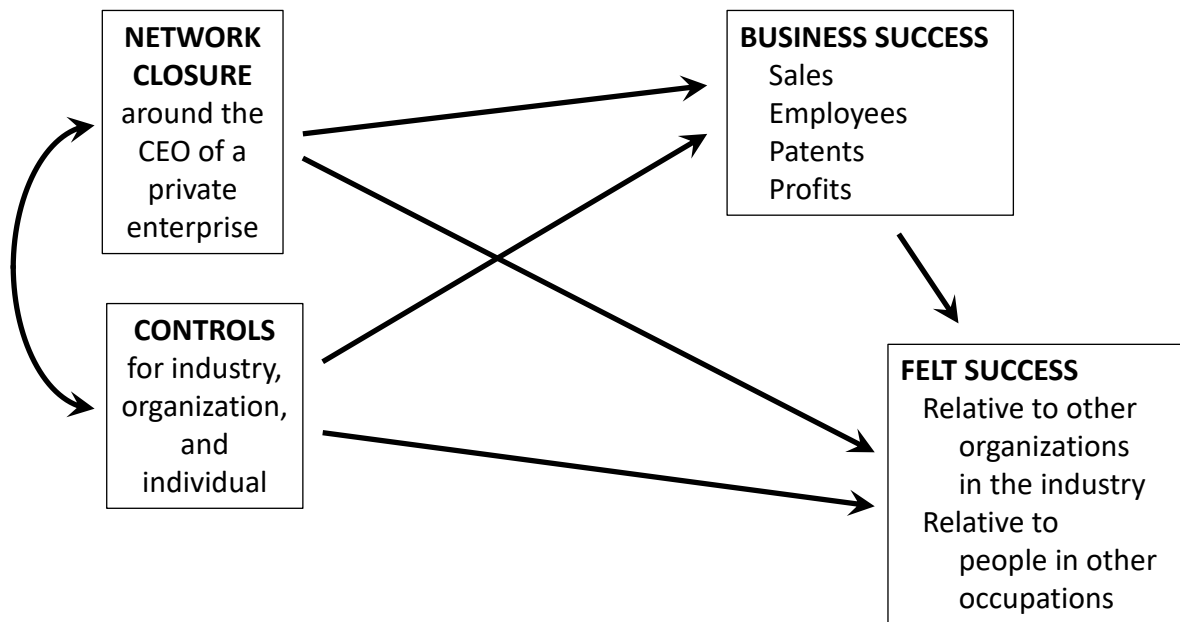 NETWORK
CLOSURE
around the
CEO of a
private
enterprise
CONTROLS
for industry,
organization,
and
individual
BUSINESS SUCCESS
Sales
Employees
Patents
Profits
FELT SUCCESS
Relative to other
organizations
in the industry
Relative to
people in other
occupations